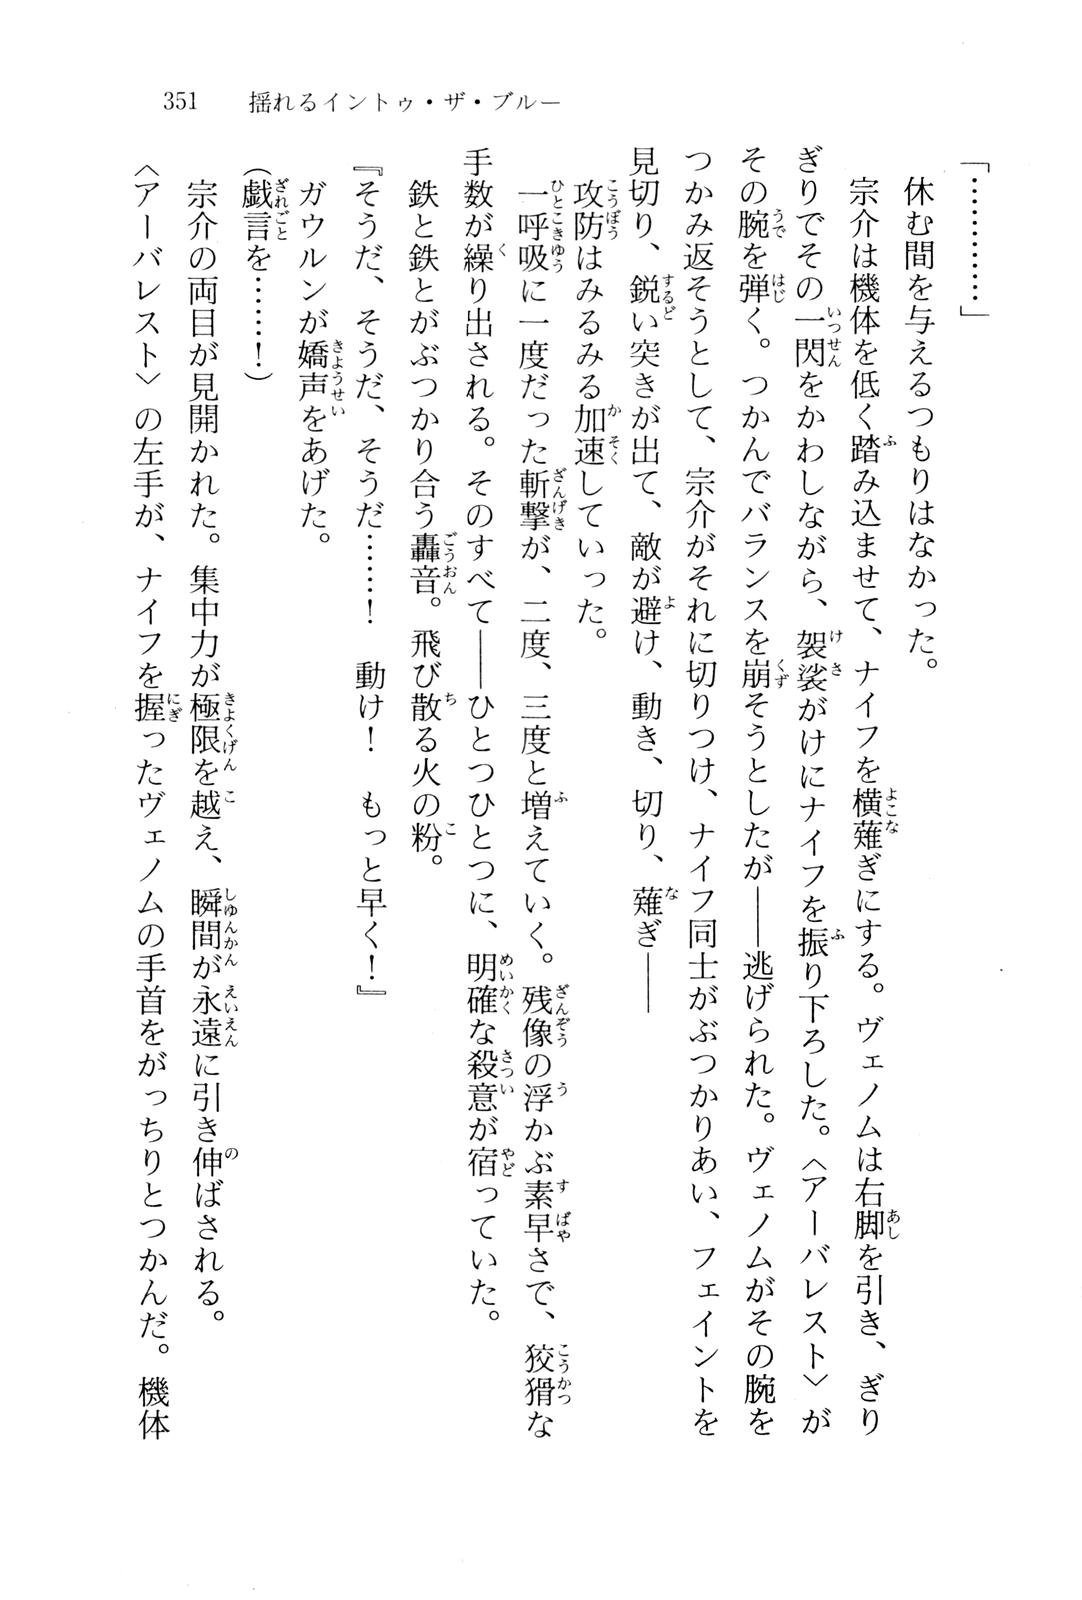 351　揺れるイントゥ・ザ・ブルー
「…………」
　休む間を与えるつもりはなかった。
　宗介は機体を低く踏み込ませて、ナイフを横薙ぎにする。ヴェノムは右脚を引き、ぎり
ぎりでその一閃をかわしながら、袈裟がけにナイフを振り下ろした。〈アーバレスト〉が
その腕を弾く。つかんでバランスを崩そうとしたが――逃げられた。ヴェノムがその腕を
つかみ返そうとして、宗介がそれに切りつけ、ナイフ同士がぶつかりあい、フェイントを
見切り、鋭い突きが出て、敵が避け、動き、切り、薙ぎ――
　攻防はみるみる加速していった。
　一呼吸に一度だった斬撃が、二度、三度と増えていく。残像の浮かぶ素早さで、狡猾な
手数が繰り出される。そのすべて――ひとつひとつに、明確な殺意が宿っていた。
　鉄と鉄とがぶつかり合う轟音。飛び散る火の粉。
『そうだ、そうだ、そうだ……！　動け！　もっと早く！』
　ガウルンが嬌声をあげた。
（戯言を……！）
　宗介の両目が見開かれた。集中力が極限を越え、瞬間が永遠に引き伸ばされる。
〈アーバレスト〉の左手が、ナイフを握ったヴェノムの手首をがっちりとつかんだ。機体